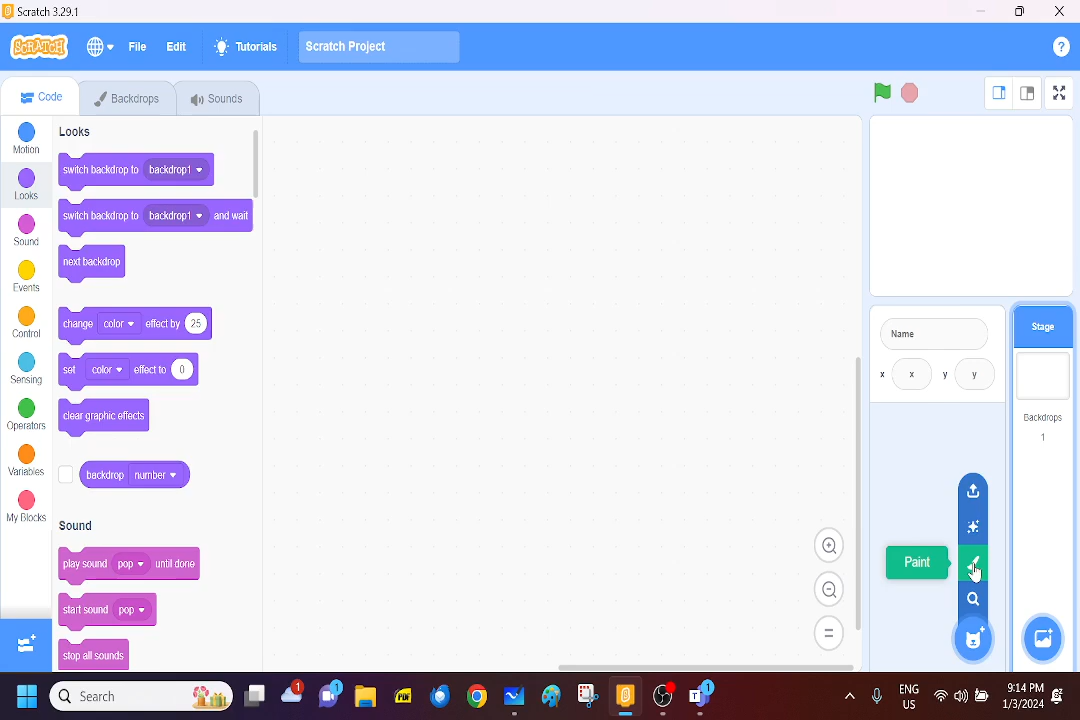 Scratch 3.29.1
SCRATCH File Edit Tutorials Scratch Project ?
Code Backdrops Sounds
Motion
Looks
Sound
Events
Control
Sensing
Operators
Variables
My Blocks
Looks
switch backdrop to backdrop1
switch backdrop to backdrop1 and wait
next backdrop
change color effect by 25
set color effect to 0
clear graphic effects
backdrop number
Sound
play sound pop until done
start sound pop
stop all sounds
Name
x x y y
Stage
Backdrops
1
Paint
Search
1
1
PDF
1
ENG
US
9:14 PM
1/3/2024